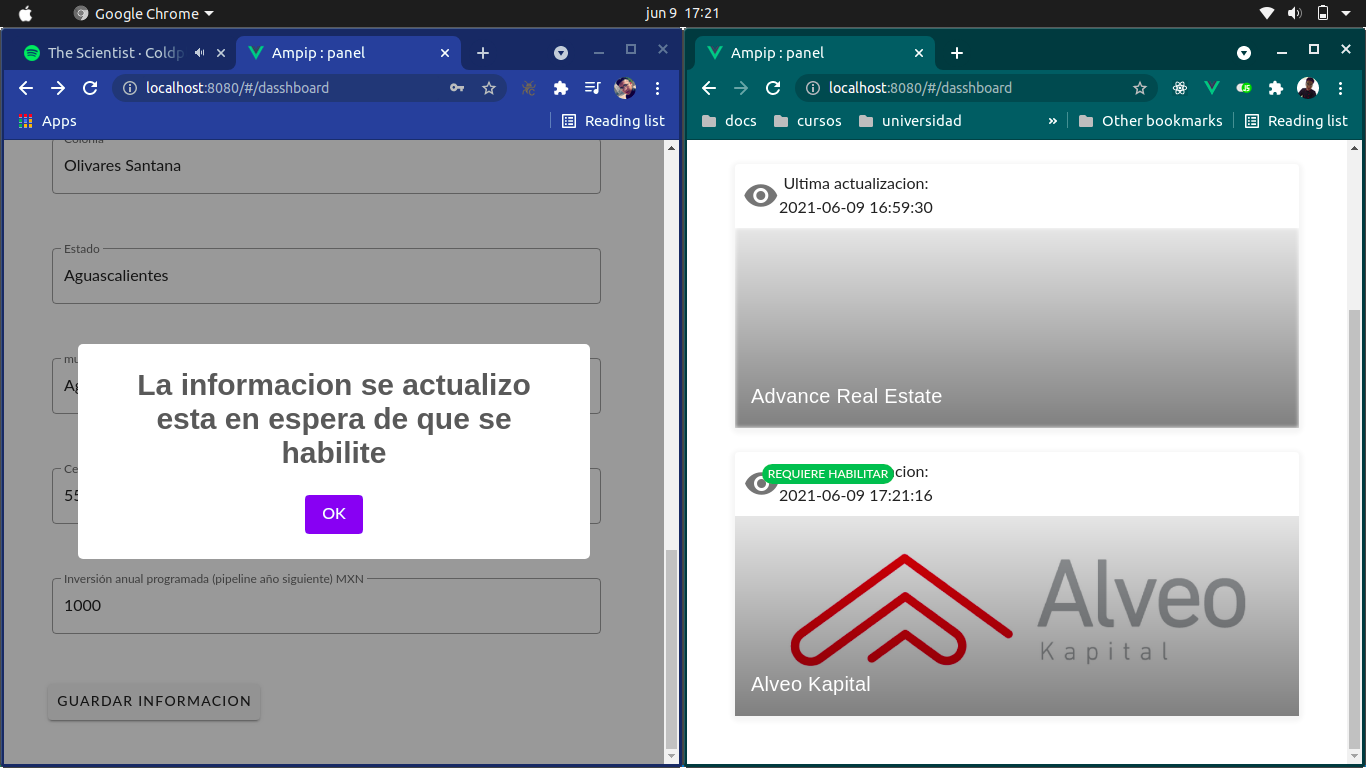 Google Chrome
jun 9 17:21
The Scientist · Coldp
Ampip : panel
localhost:8080/#/dasshboard
Apps
Reading list
Colonia
Olivares Santana
Estado
Aguascalientes
mu
Ag
La informacion se actualizo
esta en espera de que se
habilite
OK
Ce
55
Inversión anual programada (pipeline año siguiente) MXN
1000
GUARDAR INFORMACION
Ampip : panel
localhost:8080/#/dasshboard
docs
cursos
universidad
»
Other bookmarks
Reading list
Ultima actualizacion:
2021-06-09 16:59:30
Advance Real Estate
REQUIERE HABILITAR
cion:
2021-06-09 17:21:16
Alveo
Kapital
Alveo Kapital